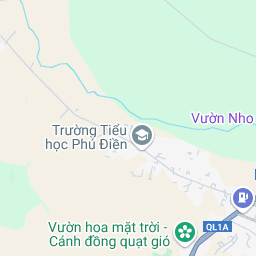 Vườn Nho
Trường Tiểu
học Phú Điền
QL1A
Vườn hoa mặt trời -
Cánh đồng quạt gió